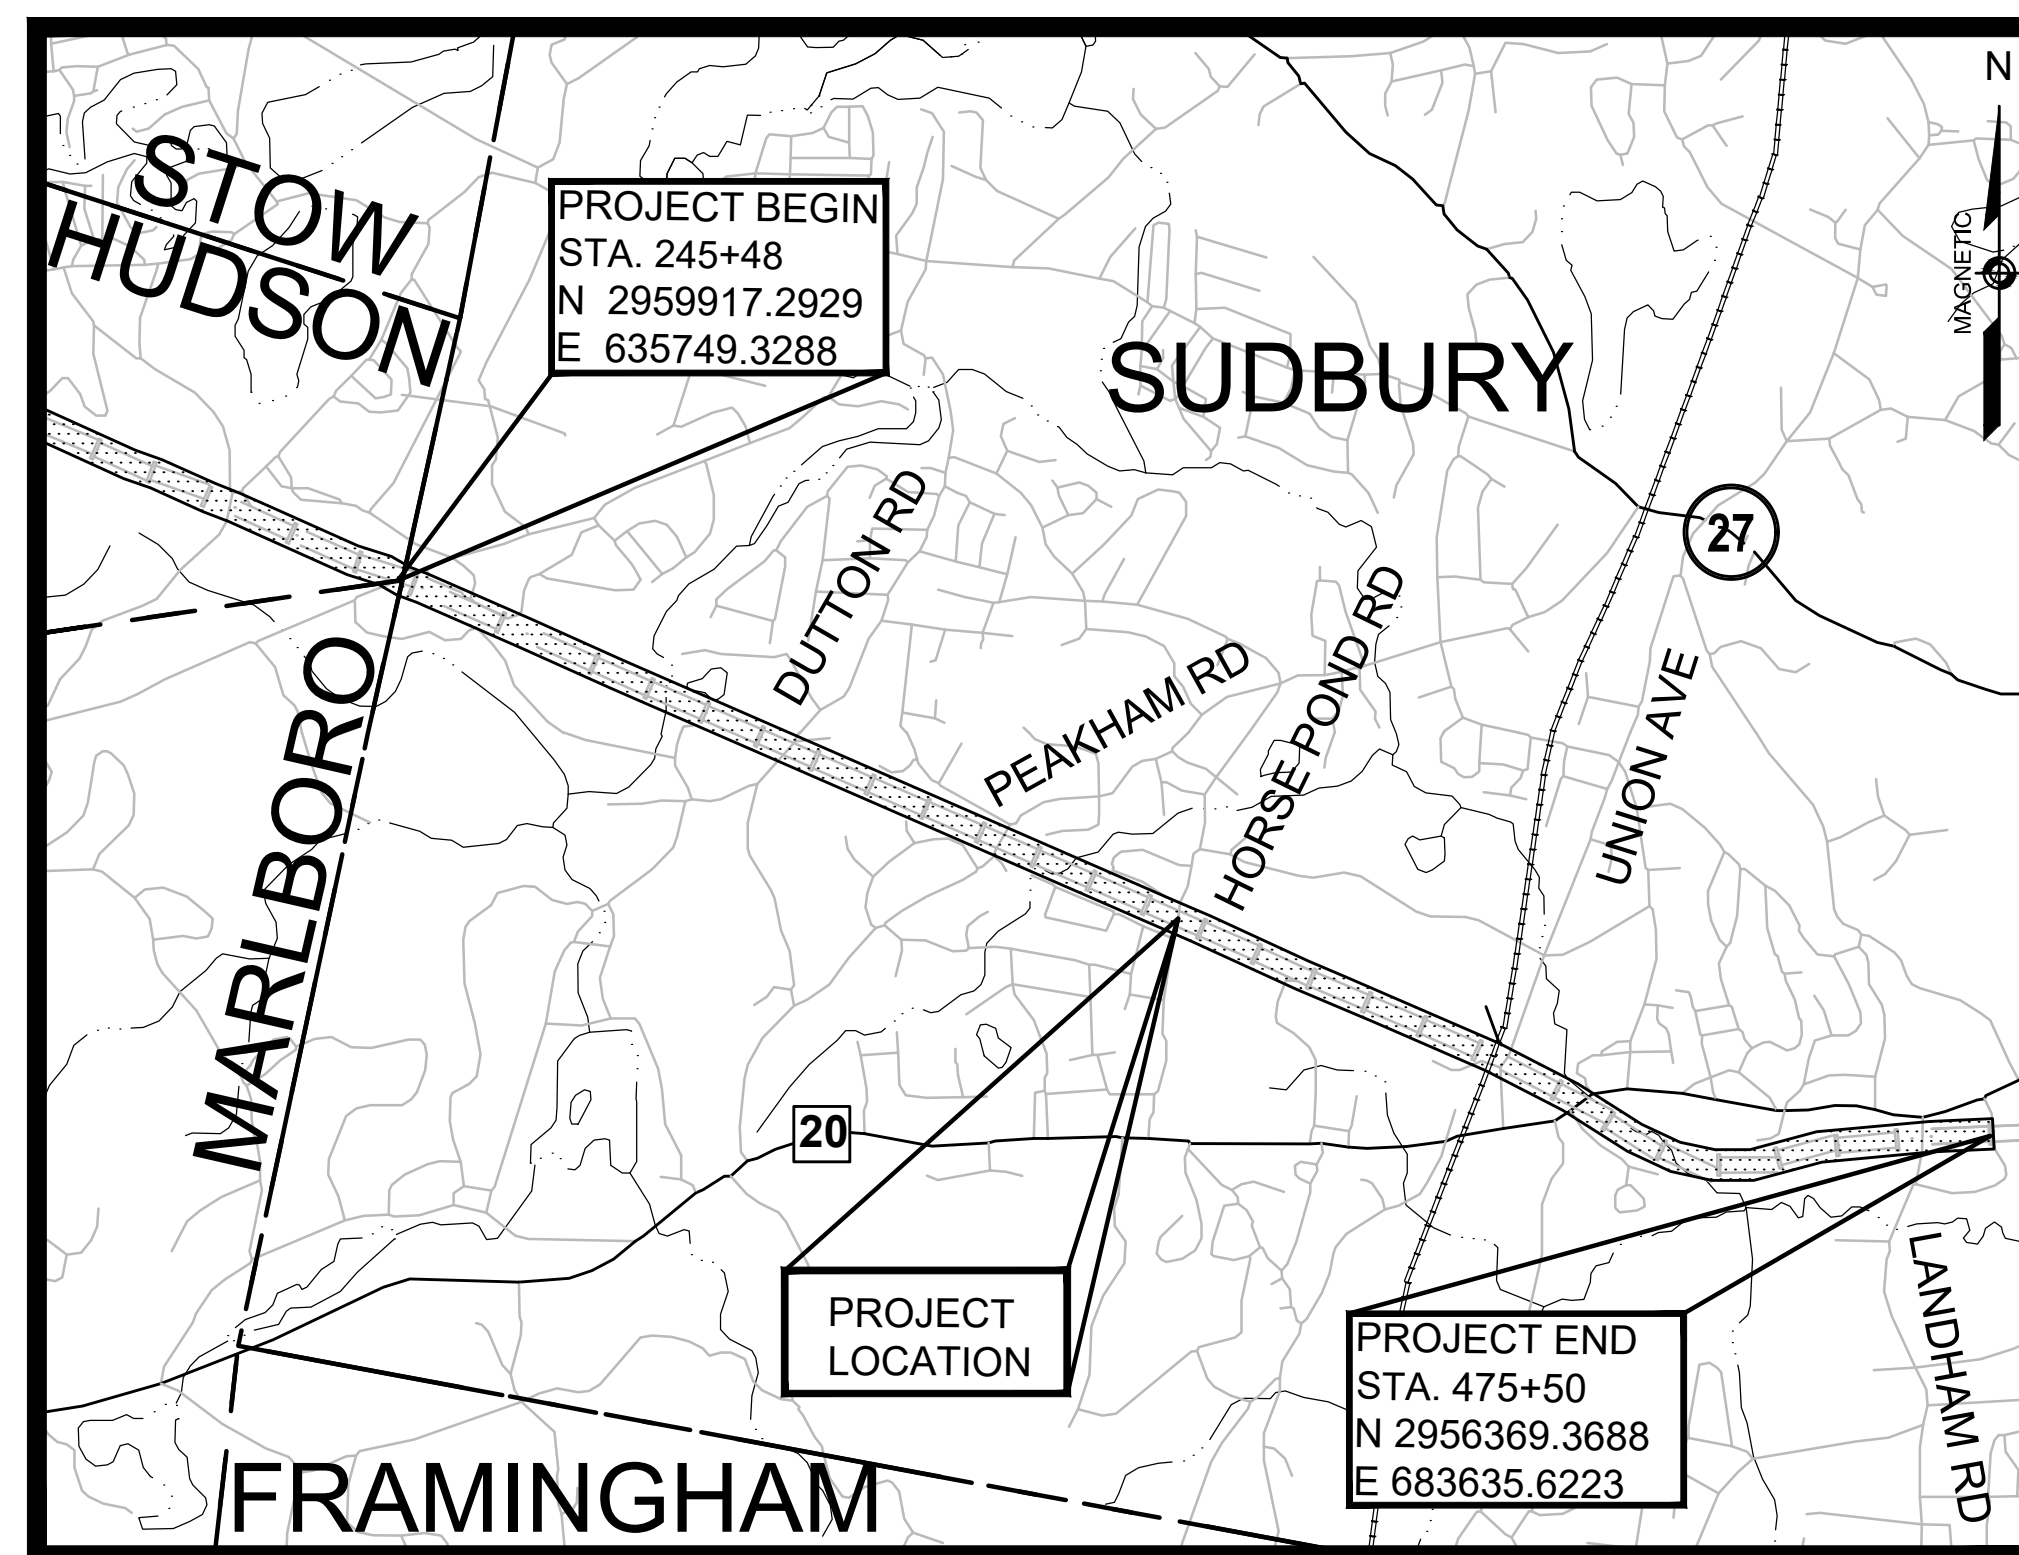 N
MAGNETIC
STOW
HUDSON
PROJECT BEGIN
STA. 245+48
N 2959917.2929
E 635749.3288
SUDBURY
27
DUTTON RD
PEAKHAM RD
HORSE POND RD
UNION AVE
MARLBORO
20
PROJECT
LOCATION
PROJECT END
STA. 475+50
N 2956369.3688
E 683635.6223
LANDHAM RD
FRAMINGHAM